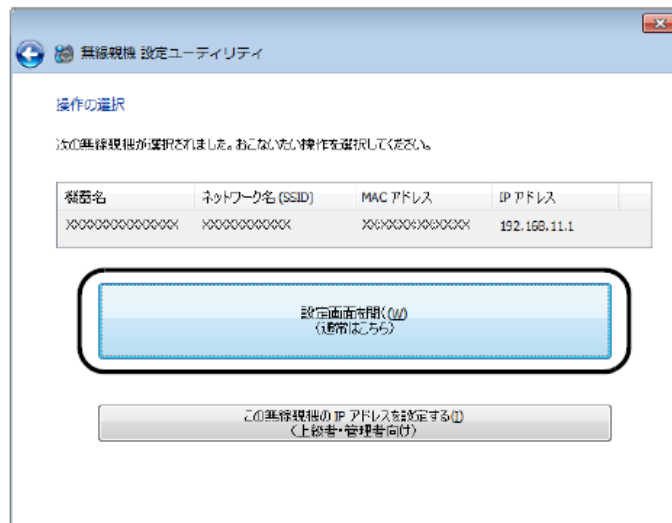 無線親機 設定ユーティリティ
操作の選択
次の無線親機が選択されました。おこないたい操作を選択してください。
機器名 ネットワーク名 (SSID) MAC アドレス IP アドレス
XXXXXXXXXXXXXX XXXXXXXXXXX XX:XXXX:XXXXXXX 192.168.11.1
設定画面を開く(W)
(通常はこちら)
この無線親機の IP アドレスを設定する(I)
(上級者・管理者向け)